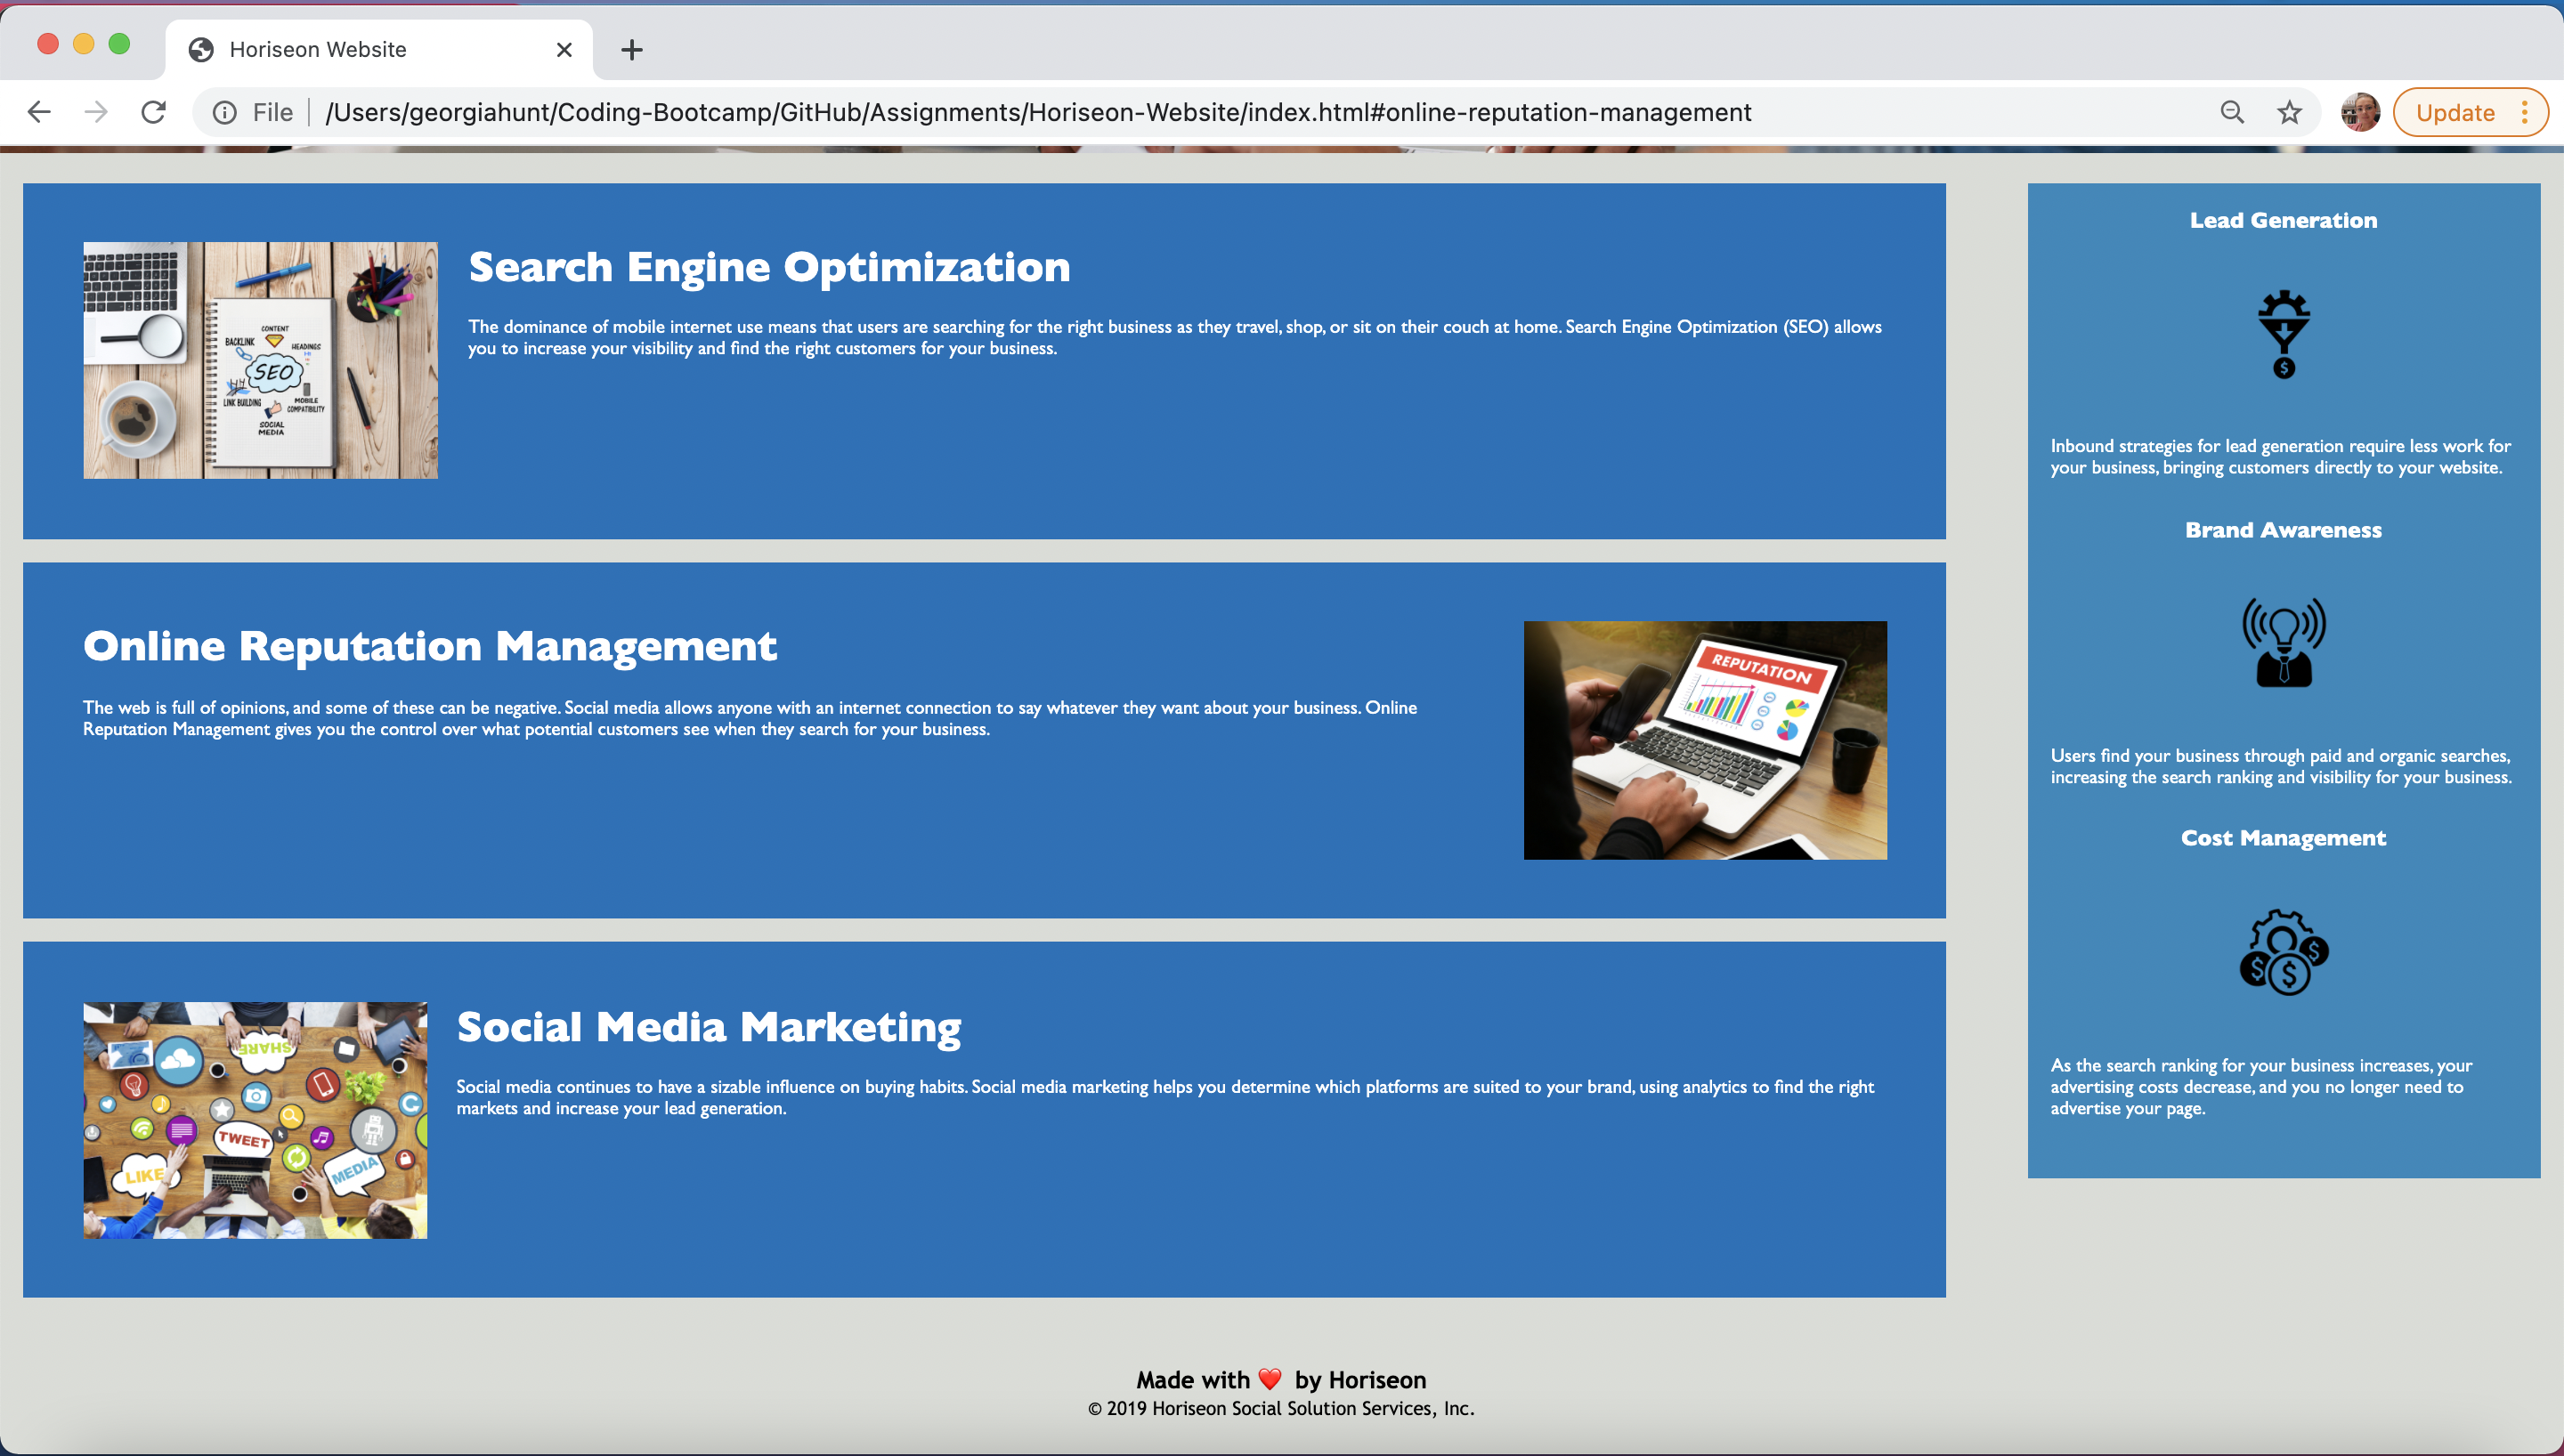 Horiseon Website
File /Users/georgiahunt/Coding-Bootcamp/GitHub/Assignments/Horiseon-Website/index.html#online-reputation-management
Update
Search Engine Optimization
The dominance of mobile internet use means that users are searching for the right business as they travel, shop, or sit on their couch at home. Search Engine Optimization (SEO) allows
you to increase your visibility and find the right customers for your business.
CONTENT
BACKLINK
HEADINGS
SEO
LINK BUILDING
MOBILE
COMPATIBILITY
SOCIAL
MEDIA
Online Reputation Management
The web is full of opinions, and some of these can be negative. Social media allows anyone with an internet connection to say whatever they want about your business. Online
Reputation Management gives you the control over what potential customers see when they search for your business.
REPUTATION
Social Media Marketing
Social media continues to have a sizable influence on buying habits. Social media marketing helps you determine which platforms are suited to your brand, using analytics to find the right
markets and increase your lead generation.
SHARE
TWEET
LIKE
MEDIA
Lead Generation
$
Inbound strategies for lead generation require less work for
your business, bringing customers directly to your website.
Brand Awareness
Users find your business through paid and organic searches,
increasing the search ranking and visibility for your business.
Cost Management
$ $ $
As the search ranking for your business increases, your
advertising costs decrease, and you no longer need to
advertise your page.
Made with ❤️ by Horiseon
© 2019 Horiseon Social Solution Services, Inc.